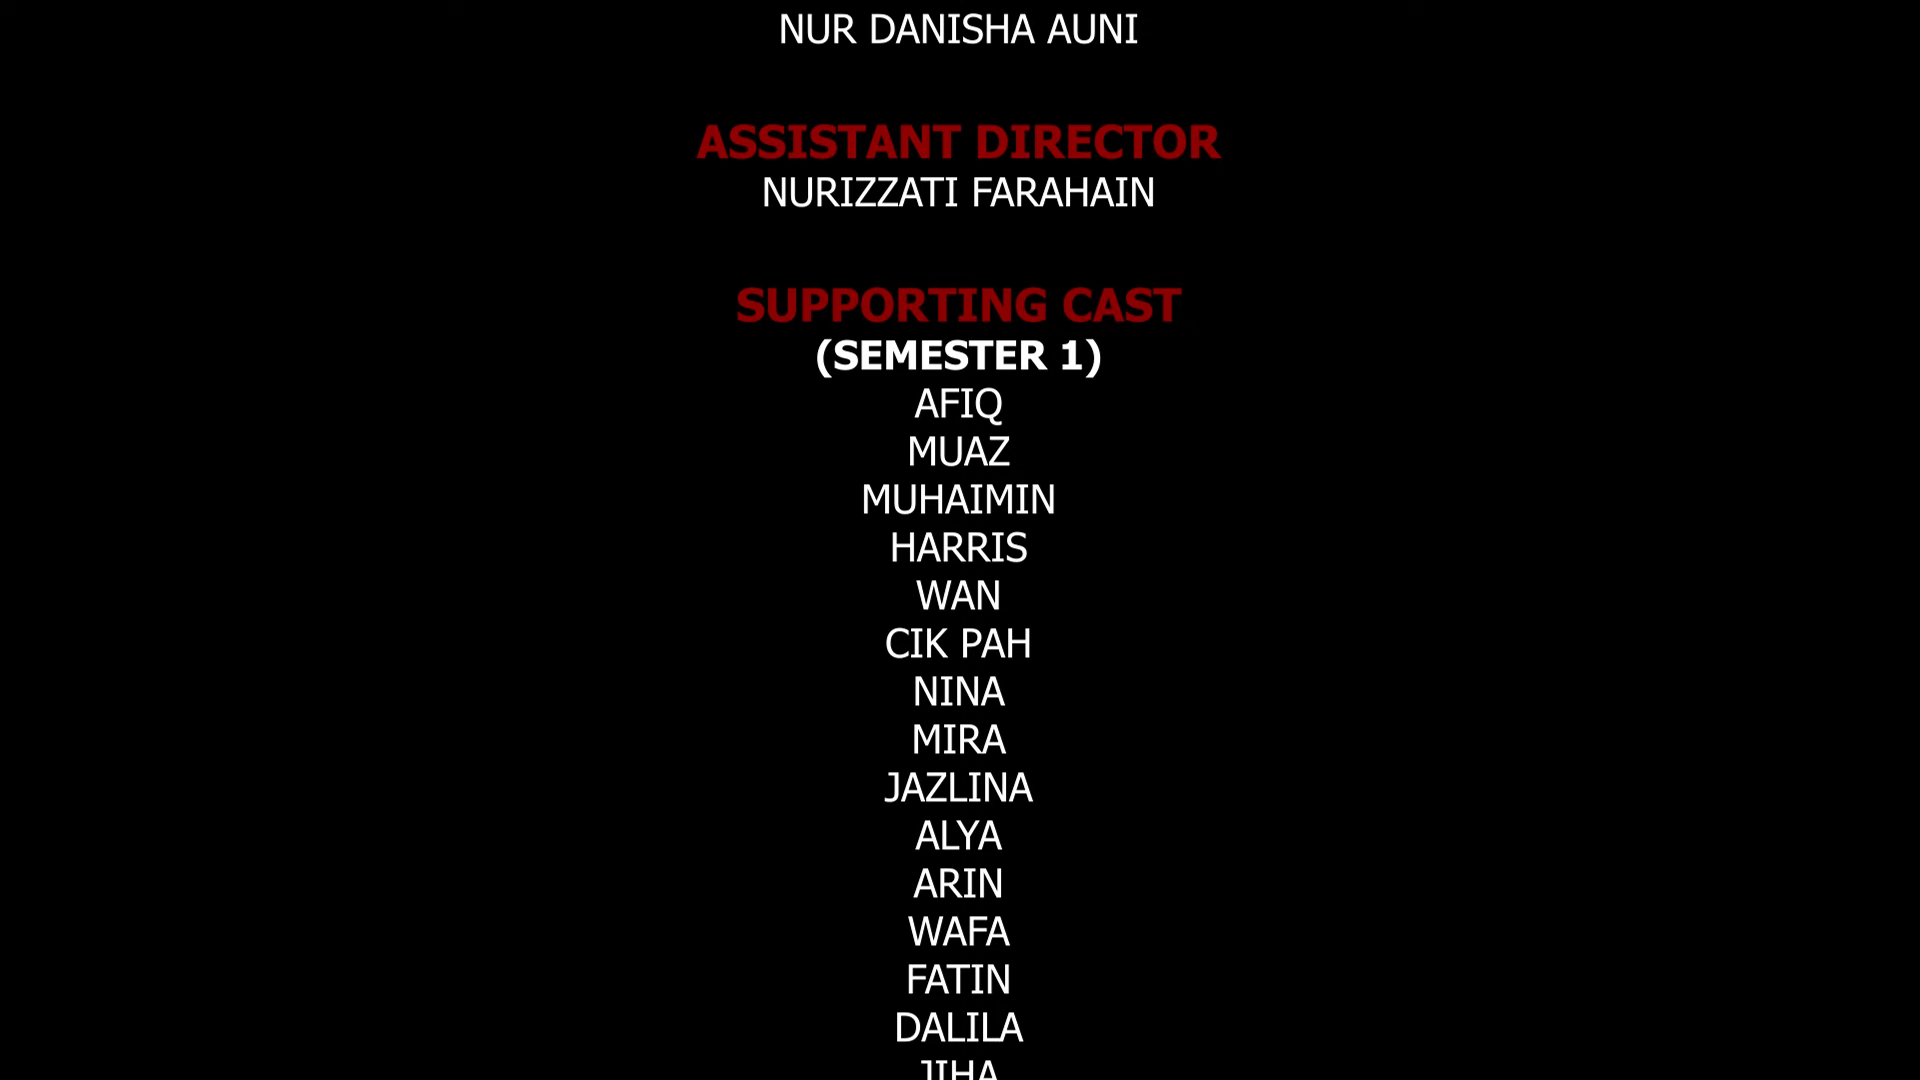 NUR DANISHA AUNI
ASSISTANT DIRECTOR
NURIZZATI FARAHAIN
SUPPORTING CAST
(SEMESTER 1)
AFIQ
MUAZ
MUHAIMIN
HARRIS
WAN
CIK PAH
NINA
MIRA
JAZLINA
ALYA
ARIN
WAFA
FATIN
DALILA
JIHA